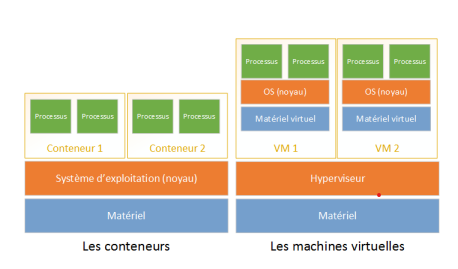 Processus Processus Processus Processus
Conteneur 1 Conteneur 2
Système d'exploitation (noyau)
Matériel
Les conteneurs
Processus Processus Processus Processus
OS (noyau) OS (noyau)
Matériel virtuel Matériel virtuel
VM 1 VM 2
Hyperviseur
Matériel
Les machines virtuelles